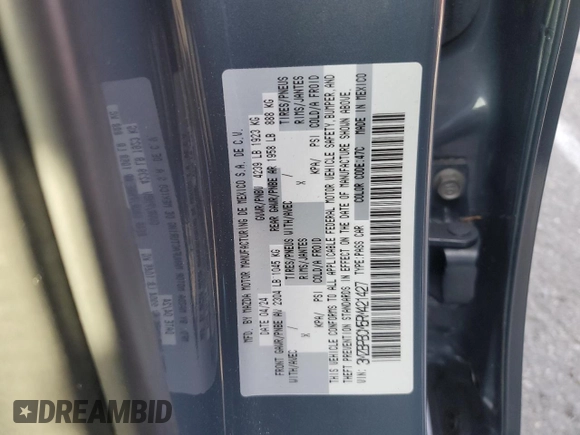 MFD. BY MAZDA MOTOR MANUFACTURING DE MEXICO S.A. DE C.V.
DATE 04/24 GVWR/PNBV 4239 LB 1923 KG
FRONT GAWR/PNBE AV 2304 LB 1045 KG REAR GAWR/PNBE AR 1958 LB 888 KG
TIRES/PNEUS TIRES/PNEUS
WITH/AVEC RIMS/JANTES WITH/AVEC RIMS/JANTES
X X
KPA/ PSI COLD/A FROID KPA/ PSI COLD/A FROID
THIS VEHICLE CONFORMS TO ALL APPLICABLE FEDERAL MOTOR VEHICLE SAFETY, BUMPER, AND
THEFT PREVENTION STANDARDS IN EFFECT ON THE DATE OF MANUFACTURE SHOWN ABOVE.
COLOR CODE:47C MADE IN MEXICO
VIN: TYPE:PASS CAR
DREAMBID